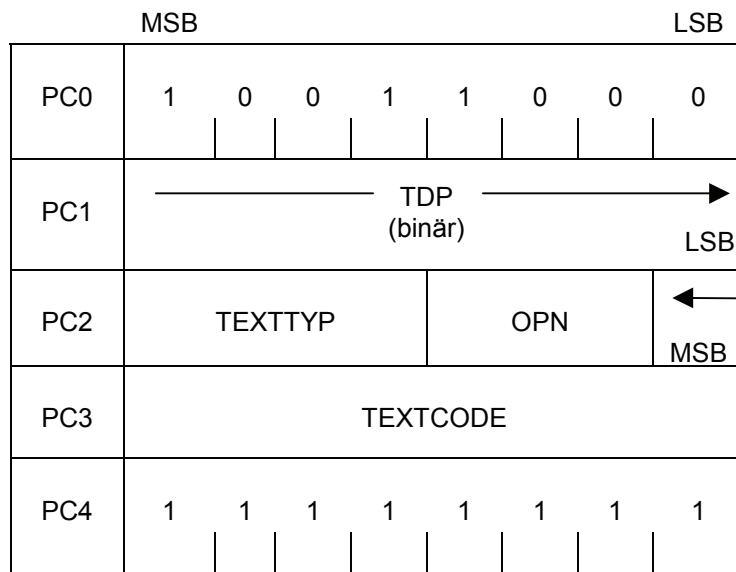 MSB LSB
PC0 1 0 0 1 1 0 0 0
PC1 TDP
(binär)
LSB
PC2 TEXTTYP OPN
MSB
PC3 TEXTCODE
PC4 1 1 1 1 1 1 1 1